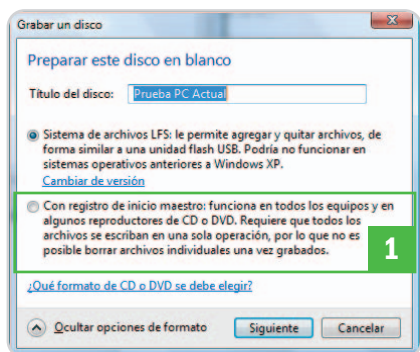 Grabar un disco
Preparar este disco en blanco
Título del disco: Prueba PC Actual
Sistema de archivos LFS: le permite agregar y quitar archivos, de
forma similar a una unidad flash USB. Podría no funcionar en
sistemas operativos anteriores a Windows XP.
Cambiar de versión
Con registro de inicio maestro: funciona en todos los equipos y en
algunos reproductores de CD o DVD. Requiere que todos los
archivos se escriban en una sola operación, por lo que no es
posible borrar archivos individuales una vez grabados.
1
¿Qué formato de CD o DVD se debe elegir?
Ocultar opciones de formato Siguiente Cancelar